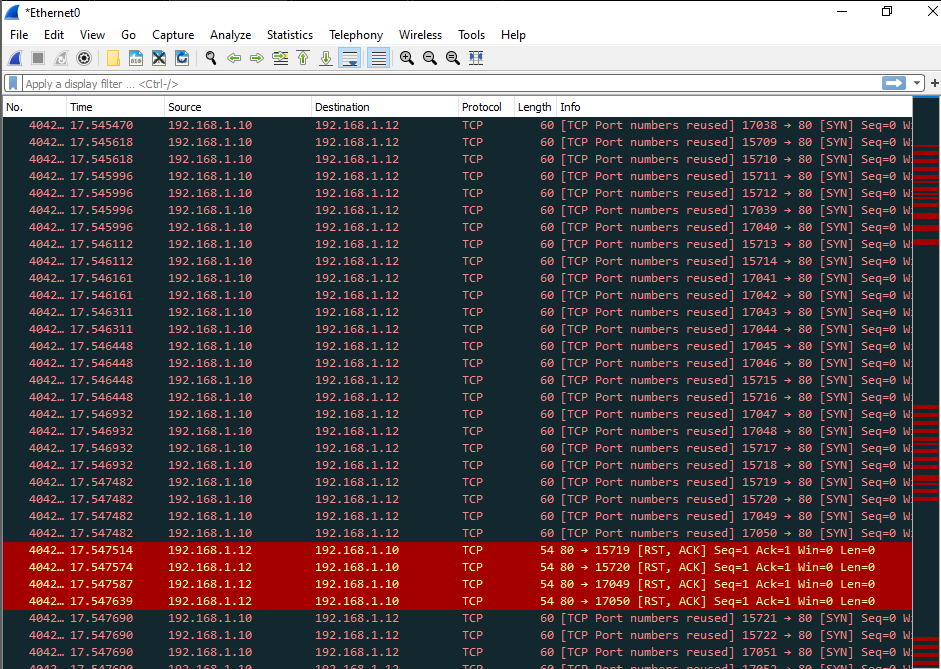 *Ethernet0
File Edit View Go Capture Analyze Statistics Telephony Wireless Tools Help
Apply a display filter ... <Ctrl-/>
No. Time Source Destination Protocol Length Info
4042… 17.545470 192.168.1.10 192.168.1.12 TCP 60 [TCP Port numbers reused] 17038 → 80 [SYN] Seq=0 W
4042… 17.545618 192.168.1.10 192.168.1.12 TCP 60 [TCP Port numbers reused] 15709 → 80 [SYN] Seq=0 W
4042… 17.545618 192.168.1.10 192.168.1.12 TCP 60 [TCP Port numbers reused] 15710 → 80 [SYN] Seq=0 W
4042… 17.545996 192.168.1.10 192.168.1.12 TCP 60 [TCP Port numbers reused] 15711 → 80 [SYN] Seq=0 W
4042… 17.545996 192.168.1.10 192.168.1.12 TCP 60 [TCP Port numbers reused] 15712 → 80 [SYN] Seq=0 W
4042… 17.545996 192.168.1.10 192.168.1.12 TCP 60 [TCP Port numbers reused] 17039 → 80 [SYN] Seq=0 W
4042… 17.545996 192.168.1.10 192.168.1.12 TCP 60 [TCP Port numbers reused] 17040 → 80 [SYN] Seq=0 W
4042… 17.546112 192.168.1.10 192.168.1.12 TCP 60 [TCP Port numbers reused] 15713 → 80 [SYN] Seq=0 W
4042… 17.546112 192.168.1.10 192.168.1.12 TCP 60 [TCP Port numbers reused] 15714 → 80 [SYN] Seq=0 W
4042… 17.546161 192.168.1.10 192.168.1.12 TCP 60 [TCP Port numbers reused] 17041 → 80 [SYN] Seq=0 W
4042… 17.546161 192.168.1.10 192.168.1.12 TCP 60 [TCP Port numbers reused] 17042 → 80 [SYN] Seq=0 W
4042… 17.546311 192.168.1.10 192.168.1.12 TCP 60 [TCP Port numbers reused] 17043 → 80 [SYN] Seq=0 W
4042… 17.546311 192.168.1.10 192.168.1.12 TCP 60 [TCP Port numbers reused] 17044 → 80 [SYN] Seq=0 W
4042… 17.546448 192.168.1.10 192.168.1.12 TCP 60 [TCP Port numbers reused] 17045 → 80 [SYN] Seq=0 W
4042… 17.546448 192.168.1.10 192.168.1.12 TCP 60 [TCP Port numbers reused] 17046 → 80 [SYN] Seq=0 W
4042… 17.546448 192.168.1.10 192.168.1.12 TCP 60 [TCP Port numbers reused] 15715 → 80 [SYN] Seq=0 W
4042… 17.546448 192.168.1.10 192.168.1.12 TCP 60 [TCP Port numbers reused] 15716 → 80 [SYN] Seq=0 W
4042… 17.546932 192.168.1.10 192.168.1.12 TCP 60 [TCP Port numbers reused] 17047 → 80 [SYN] Seq=0 W
4042… 17.546932 192.168.1.10 192.168.1.12 TCP 60 [TCP Port numbers reused] 17048 → 80 [SYN] Seq=0 W
4042… 17.546932 192.168.1.10 192.168.1.12 TCP 60 [TCP Port numbers reused] 15717 → 80 [SYN] Seq=0 W
4042… 17.546932 192.168.1.10 192.168.1.12 TCP 60 [TCP Port numbers reused] 15718 → 80 [SYN] Seq=0 W
4042… 17.547482 192.168.1.10 192.168.1.12 TCP 60 [TCP Port numbers reused] 15719 → 80 [SYN] Seq=0 W
4042… 17.547482 192.168.1.10 192.168.1.12 TCP 60 [TCP Port numbers reused] 15720 → 80 [SYN] Seq=0 W
4042… 17.547482 192.168.1.10 192.168.1.12 TCP 60 [TCP Port numbers reused] 17049 → 80 [SYN] Seq=0 W
4042… 17.547482 192.168.1.10 192.168.1.12 TCP 60 [TCP Port numbers reused] 17050 → 80 [SYN] Seq=0 W
4042… 17.547514 192.168.1.12 192.168.1.10 TCP 54 80 → 15719 [RST, ACK] Seq=1 Ack=1 Win=0 Len=0
4042… 17.547574 192.168.1.12 192.168.1.10 TCP 54 80 → 15720 [RST, ACK] Seq=1 Ack=1 Win=0 Len=0
4042… 17.547587 192.168.1.12 192.168.1.10 TCP 54 80 → 17049 [RST, ACK] Seq=1 Ack=1 Win=0 Len=0
4042… 17.547639 192.168.1.12 192.168.1.10 TCP 54 80 → 17050 [RST, ACK] Seq=1 Ack=1 Win=0 Len=0
4042… 17.547690 192.168.1.10 192.168.1.12 TCP 60 [TCP Port numbers reused] 15721 → 80 [SYN] Seq=0 W
4042… 17.547690 192.168.1.10 192.168.1.12 TCP 60 [TCP Port numbers reused] 15722 → 80 [SYN] Seq=0 W
4042… 17.547690 192.168.1.10 192.168.1.12 TCP 60 [TCP Port numbers reused] 17051 → 80 [SYN] Seq=0 W
4042… 17.547690 192.168.1.10 192.168.1.12 TCP 60 [TCP Port numbers reused] 17052 → 80 [SYN] Seq=0 W